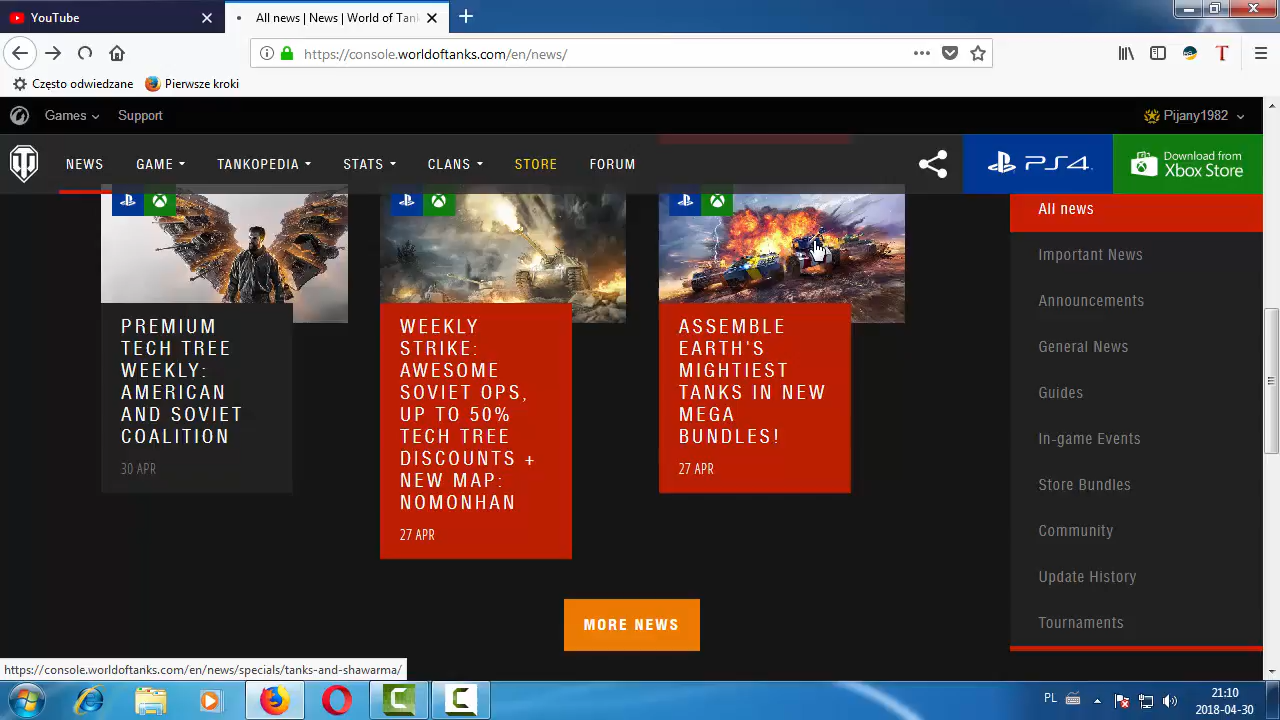 YouTube
All news | News | World of Tank
https://console.worldoftanks.com/en/news/
Często odwiedzane
Pierwsze kroki
Games
Support
Pijany1982
NEWS
GAME
TANKOPEDIA
STATS
CLANS
STORE
FORUM
PS4
Download from
Xbox Store
PREMIUM
TECH TREE
WEEKLY:
AMERICAN
AND SOVIET
COALITION
30 APR
WEEKLY
STRIKE:
AWESOME
SOVIET OPS,
UP TO 50%
TECH TREE
DISCOUNTS +
NEW MAP:
NOMONHAN
27 APR
ASSEMBLE
EARTH'S
MIGHTIEST
TANKS IN NEW
MEGA
BUNDLES!
27 APR
All news
Important News
Announcements
General News
Guides
In-game Events
Store Bundles
Community
Update History
Tournaments
MORE NEWS
https://console.worldoftanks.com/en/news/specials/tanks-and-shawarma/
PL
21:10
2018-04-30